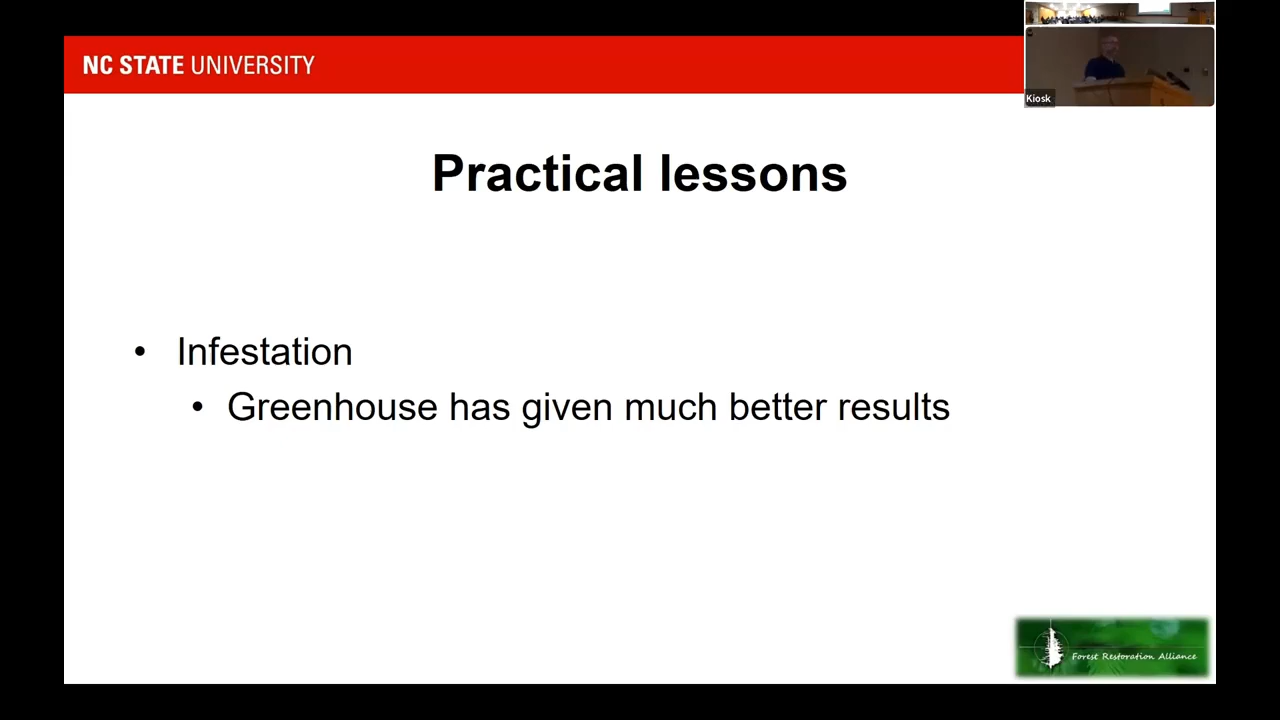 NC STATE UNIVERSITY
Kiosk
Practical lessons
• Infestation
• Greenhouse has given much better results
Forest Restoration Alliance